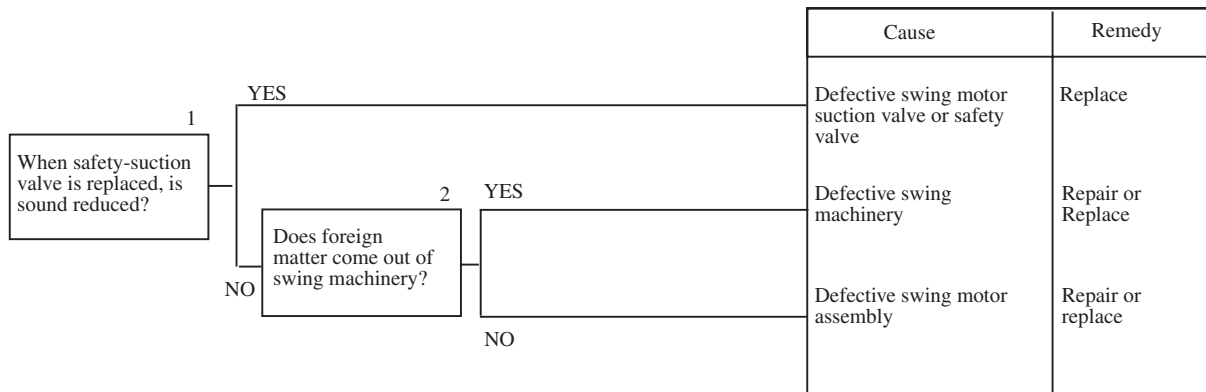 Cause
Remedy
YES
Defective swing motor
suction valve or safety
valve
Replace
1
When safety-suction
valve is replaced, is
sound reduced?
2
YES
Defective swing
machinery
Repair or
Replace
Does foreign
matter come out of
swing machinery?
NO
Defective swing motor
assembly
Repair or
replace
NO